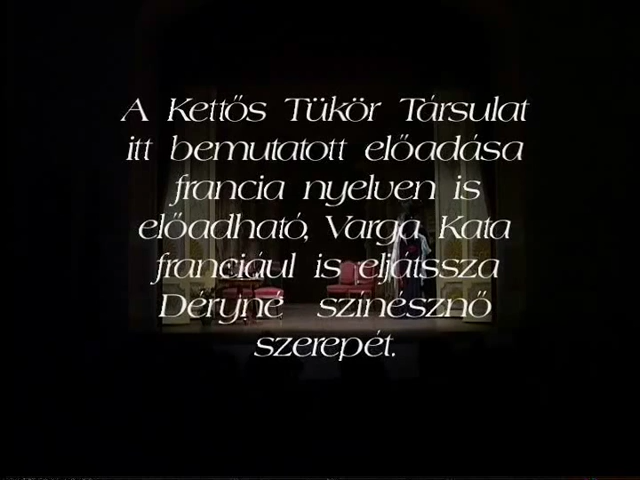 A Kettős Tükör Társulat
itt bemutatott előadása
francia nyelven is
előadható, Varga Kata
franciául is eljátssza
Déryné színésznő
szerepét.